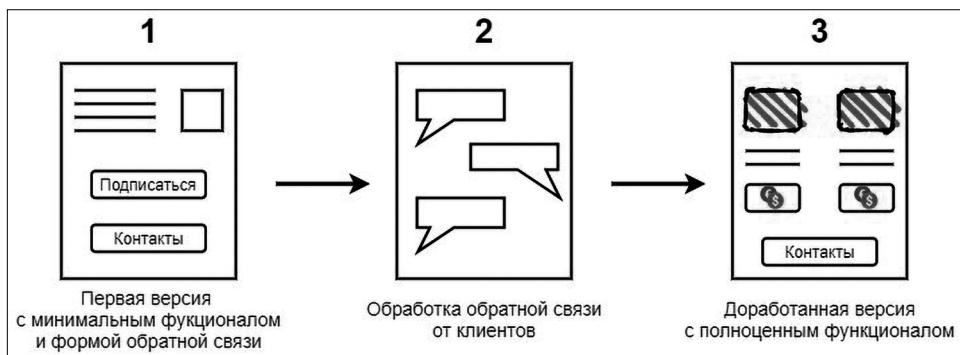 1
2
3
Подписаться
Контакты
Контакты
Первая версия
с минимальным фукционалом
и формой обратной связи
Обработка обратной связи
от клиентов
Доработанная версия
с полноценным функционалом